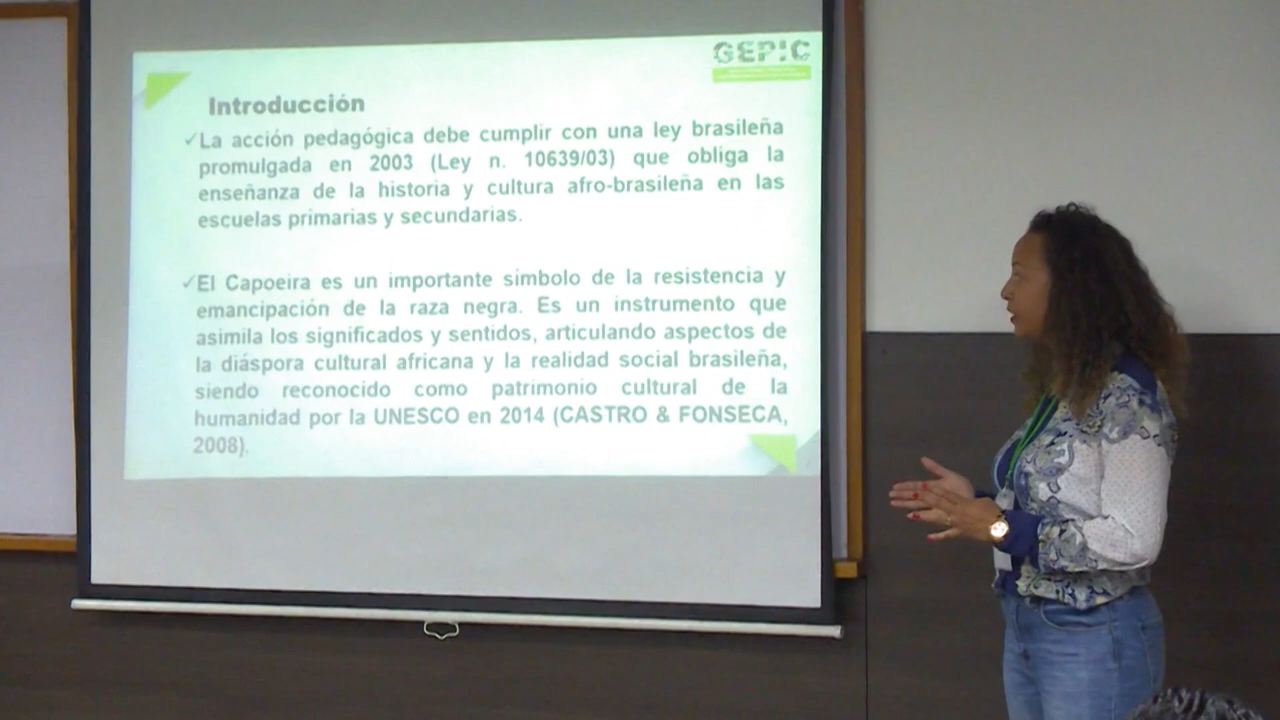 GEP!C
Introducción
✓La acción pedagógica debe cumplir con una ley brasileña
promulgada en 2003 (Ley n. 10639/03) que obliga la
enseñanza de la historia y cultura afro-brasileña en las
escuelas primarias y secundarias.
✓El Capoeira es un importante símbolo de la resistencia y
emancipación de la raza negra. Es un instrumento que
asimila los significados y sentidos, articulando aspectos de
la diáspora cultural africana y la realidad social brasileña,
siendo reconocido como patrimonio cultural de la
humanidad por la UNESCO en 2014 (CASTRO & FONSECA,
2008).